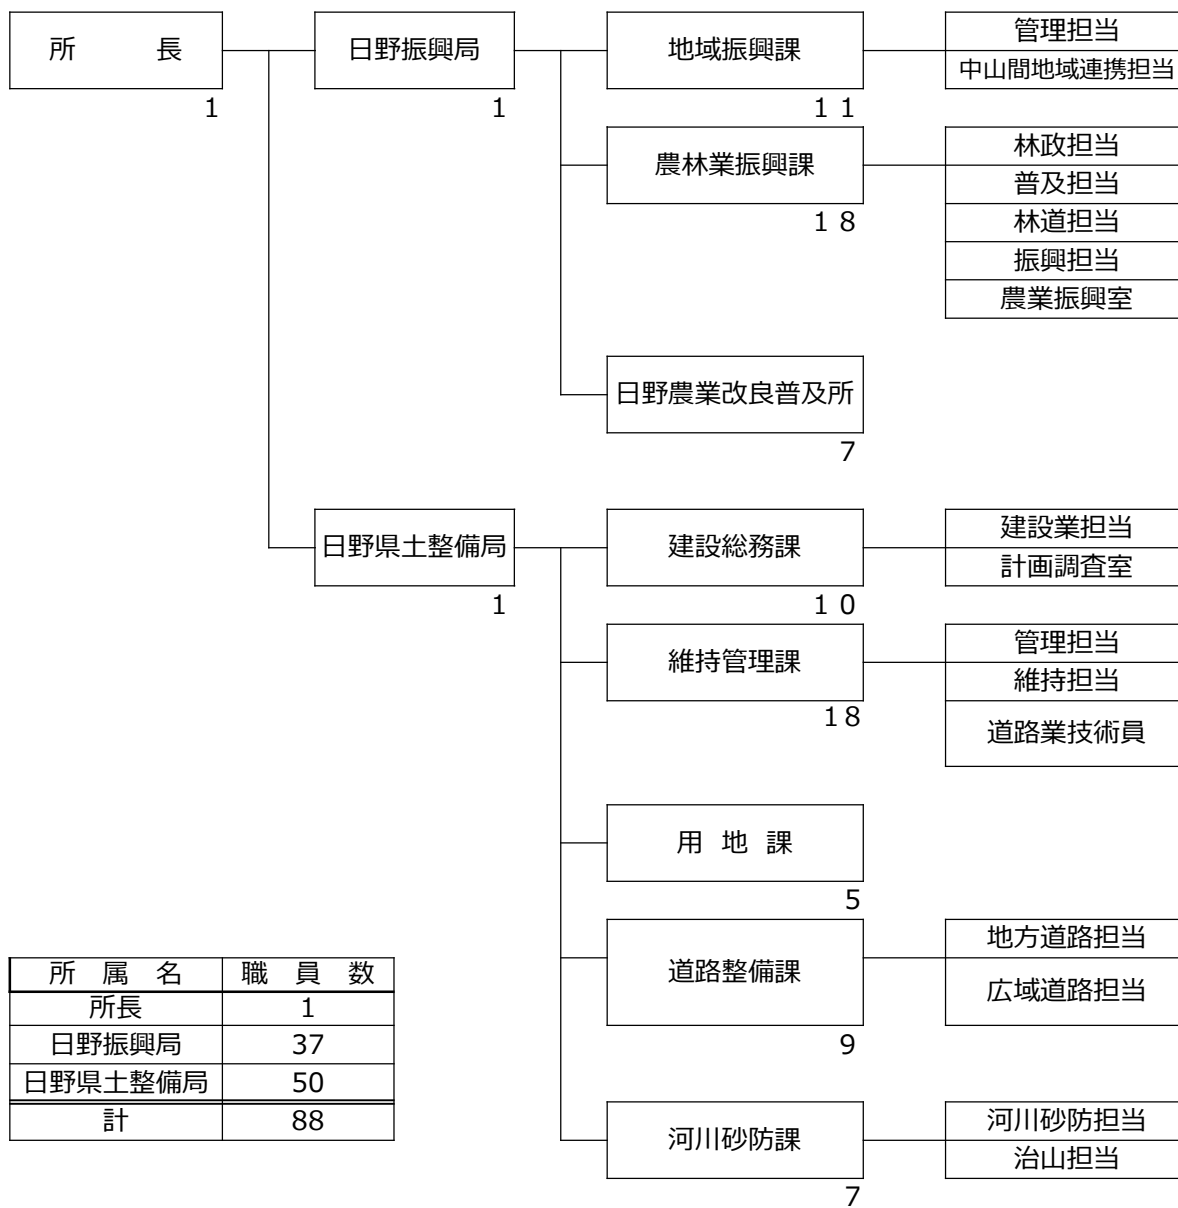 所　　　長
1
日野振興局
1
地域振興課
１１
管理担当
中山間地域連携担当
農林業振興課
１８
林政担当
普及担当
林道担当
振興担当
農業振興室
日野農業改良普及所
7
日野県土整備局
1
建設総務課
１０
建設業担当
計画調査室
維持管理課
１８
管理担当
維持担当
道路業技術員
用 地 課
5
道路整備課
9
地方道路担当
広域道路担当
河川砂防課
7
河川砂防担当
治山担当
所　属　名　職　員　数
所長　1
日野振興局　37
日野県土整備局　50
計　88